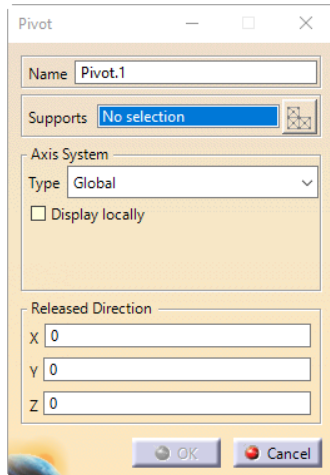 Pivot
Name Pivot.1
Supports No selection
Axis System
Type Global
Display locally
Released Direction
X 0
Y 0
Z 0
OK Cancel